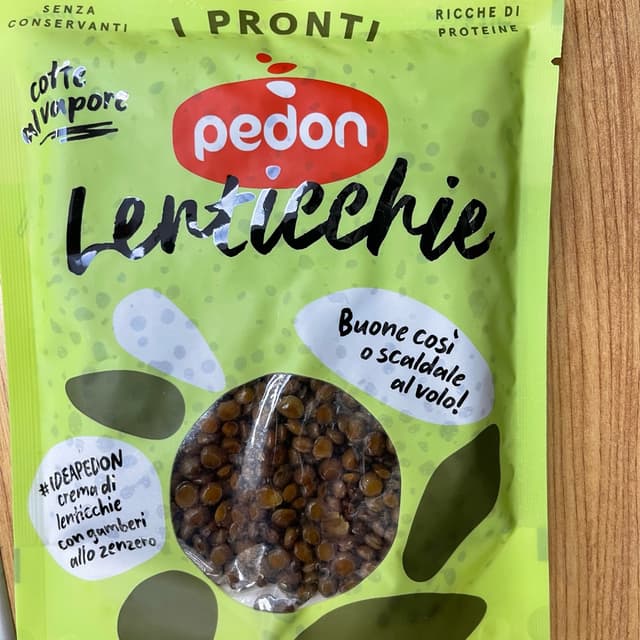 SENZA
CONSERVANTI
I PRONTI
RICCHE DI
PROTEINE
cotte
al vapore
pedon
Lenticchie
Buone così
o scaldale
al volo!
#IDEAPEDON
crema di
lenticchie
con gamberi
allo zenzero